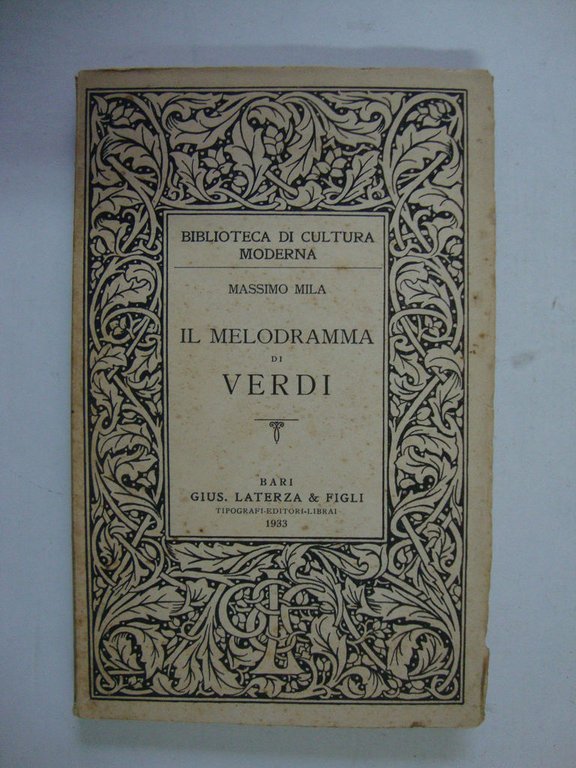 BIBLIOTECA DI CULTURA
MODERNA
MASSIMO MILA
IL MELODRAMMA
DI
VERDI
BARI
GIUS. LATERZA & FIGLI
TIPOGRAFI-EDITORI-LIBRAI
1933